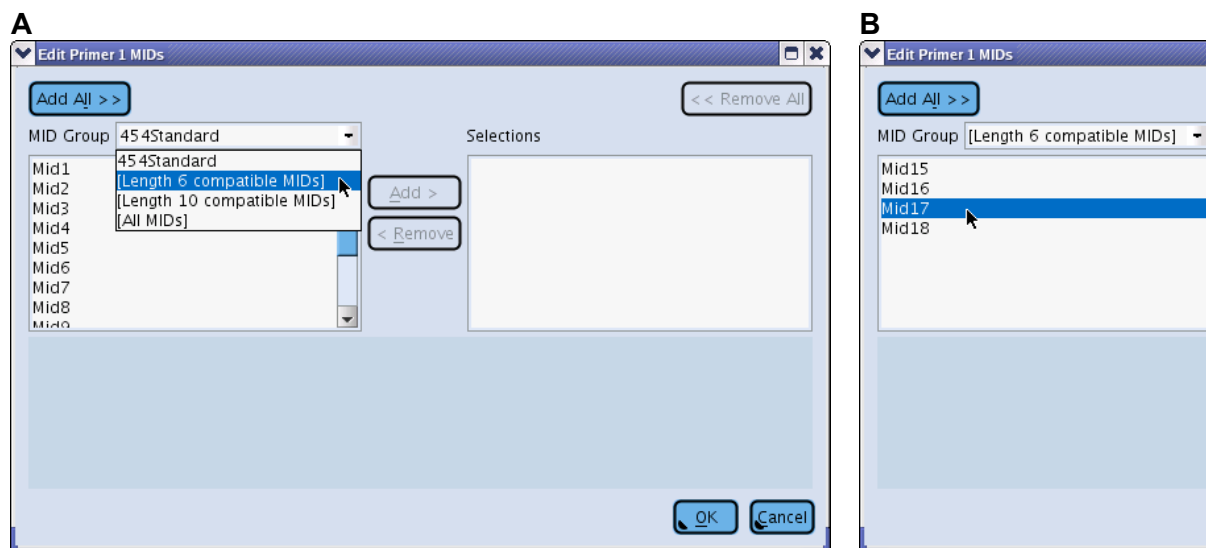 A
Edit Primer 1 MIDs
Add All >>
<< Remove All
MID Group 454Standard
Selections
454Standard
[Length 6 compatible MIDs]
[Length 10 compatible MIDs]
[All MIDs]
Mid1
Mid2
Mid3
Mid4
Mid5
Mid6
Mid7
Mid8
Mid9
Add >
< Remove
OK
Cancel
B
Edit Primer 1 MIDs
Add All >>
MID Group [Length 6 compatible MIDs]
Mid15
Mid16
Mid17
Mid18